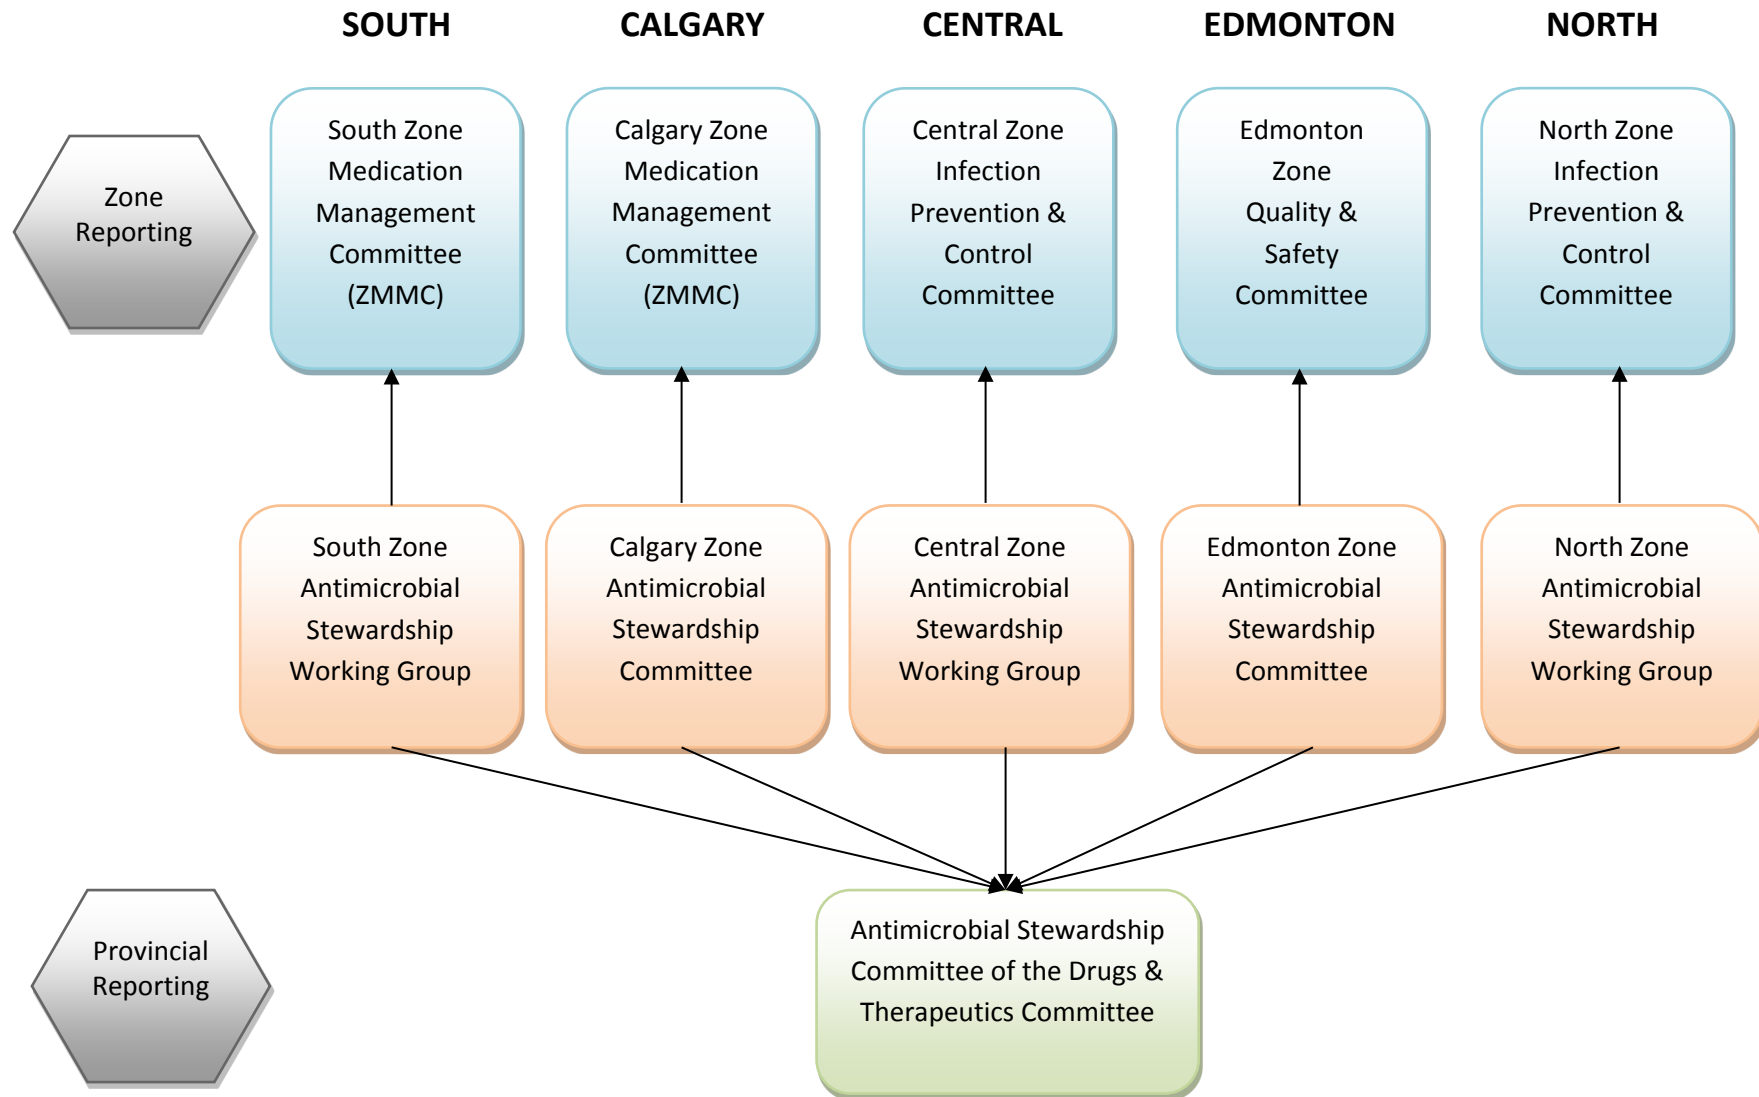 SOUTH
CALGARY
CENTRAL
EDMONTON
NORTH
Zone
Reporting
South Zone
Medication
Management
Committee
(ZMMC)
Calgary Zone
Medication
Management
Committee
(ZMMC)
Central Zone
Infection
Prevention &
Control
Committee
Edmonton
Zone
Quality &
Safety
Committee
North Zone
Infection
Prevention &
Control
Committee
South Zone
Antimicrobial
Stewardship
Working Group
Calgary Zone
Antimicrobial
Stewardship
Committee
Central Zone
Antimicrobial
Stewardship
Working Group
Edmonton Zone
Antimicrobial
Stewardship
Committee
North Zone
Antimicrobial
Stewardship
Working Group
Provincial
Reporting
Antimicrobial Stewardship
Committee of the Drugs &
Therapeutics Committee